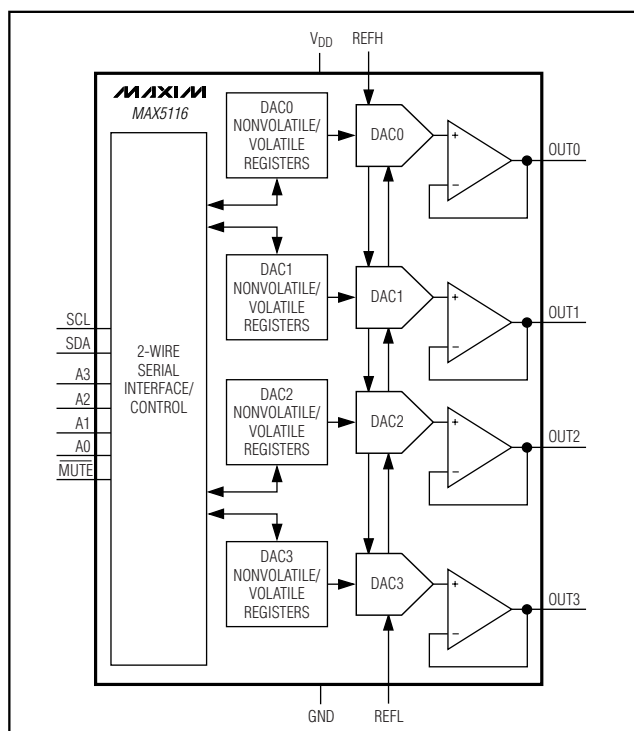 VDD
REFH
MAXIM
MAX5116
DAC0
NONVOLATILE/
VOLATILE
REGISTERS
DAC0
+
−
OUT0
DAC1
NONVOLATILE/
VOLATILE
REGISTERS
DAC1
+
−
OUT1
SCL
SDA
A3
A2
A1
A0
MUTE
2-WIRE
SERIAL
INTERFACE/
CONTROL
DAC2
NONVOLATILE/
VOLATILE
REGISTERS
DAC2
+
−
OUT2
DAC3
NONVOLATILE/
VOLATILE
REGISTERS
DAC3
+
−
OUT3
GND
REFL